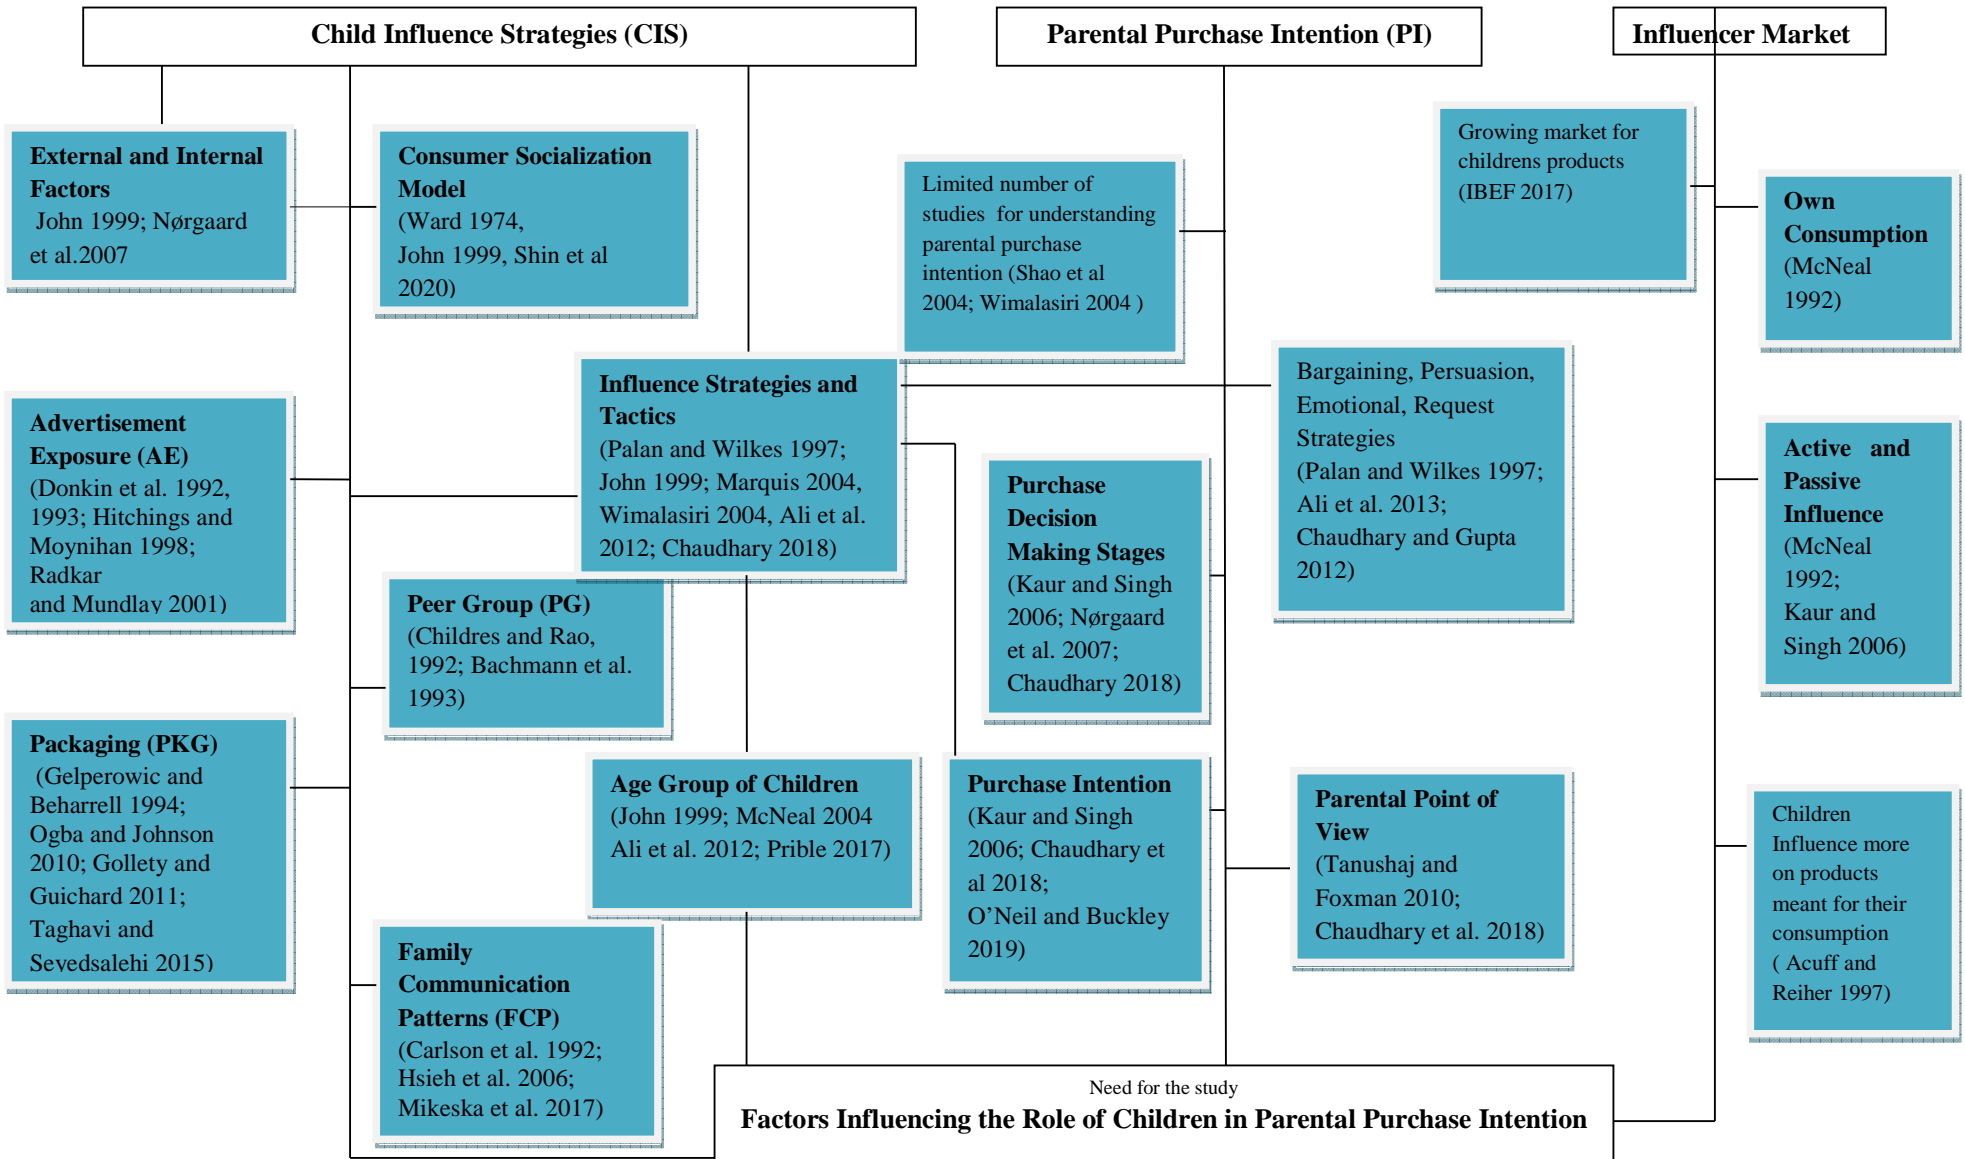 Child Influence Strategies (CIS)
Parental Purchase Intention (PI)
Influencer Market
External and Internal
Factors
John 1999; Nørgaard
et al.2007
Consumer Socialization
Model
(Ward 1974,
John 1999, Shin et al
2020)
Limited number of
studies for understanding
parental purchase
intention (Shao et al
2004; Wimalasiri 2004 )
Growing market for
childrens products
(IBEF 2017)
Own
Consumption
(McNeal
1992)
Advertisement
Exposure (AE)
(Donkin et al. 1992,
1993; Hitchings and
Moynihan 1998;
Radkar
and Mundlay 2001)
Influence Strategies and
Tactics
(Palan and Wilkes 1997;
John 1999; Marquis 2004,
Wimalasiri 2004, Ali et al.
2012; Chaudhary 2018)
Bargaining, Persuasion,
Emotional, Request
Strategies
(Palan and Wilkes 1997;
Ali et al. 2013;
Chaudhary and Gupta
2012)
Purchase
Decision
Making Stages
(Kaur and Singh
2006; Nørgaard
et al. 2007;
Chaudhary 2018)
Active and
Passive
Influence
(McNeal
1992;
Kaur and
Singh 2006)
Peer Group (PG)
(Childres and Rao,
1992; Bachmann et al.
1993)
Packaging (PKG)
(Gelperowic and
Beharrell 1994;
Ogba and Johnson
2010; Gollety and
Guichard 2011;
Taghavi and
Seyedsalehi 2015)
Age Group of Children
(John 1999; McNeal 2004
Ali et al. 2012; Prible 2017)
Purchase Intention
(Kaur and Singh
2006; Chaudhary et
al 2018;
O’Neil and Buckley
2019)
Parental Point of
View
(Tanushaj and
Foxman 2010;
Chaudhary et al. 2018)
Children
Influence more
on products
meant for their
consumption
( Acuff and
Reiher 1997)
Family
Communication
Patterns (FCP)
(Carlson et al. 1992;
Hsieh et al. 2006;
Mikeska et al. 2017)
Need for the study
Factors Influencing the Role of Children in Parental Purchase Intention